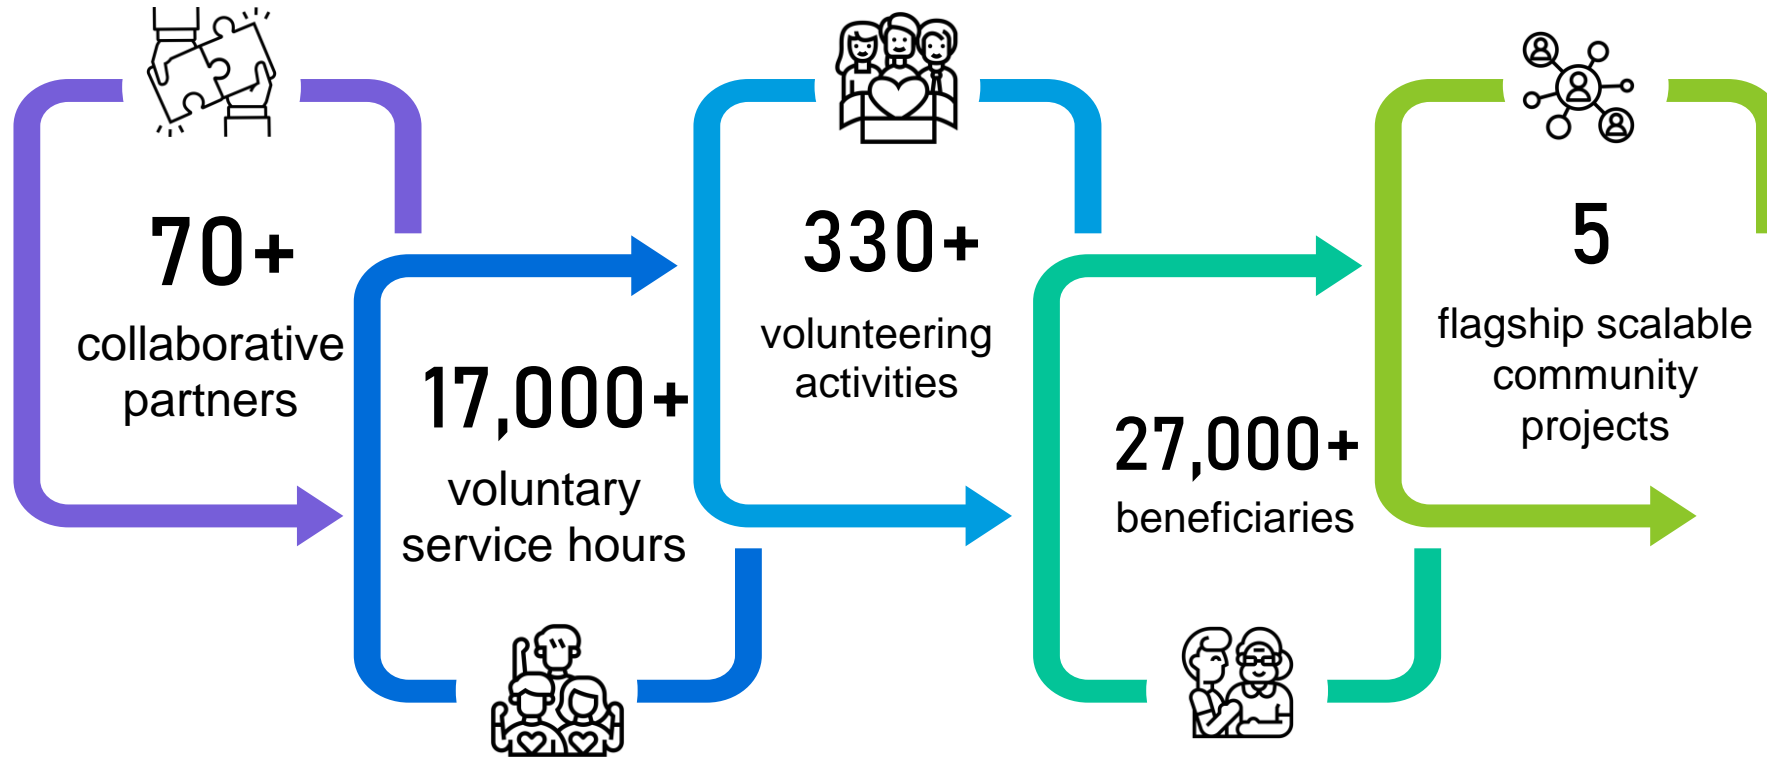 70+
collaborative
partners
17,000+
voluntary
service hours
330+
volunteering
activities
27,000+
beneficiaries
5
flagship scalable
community
projects